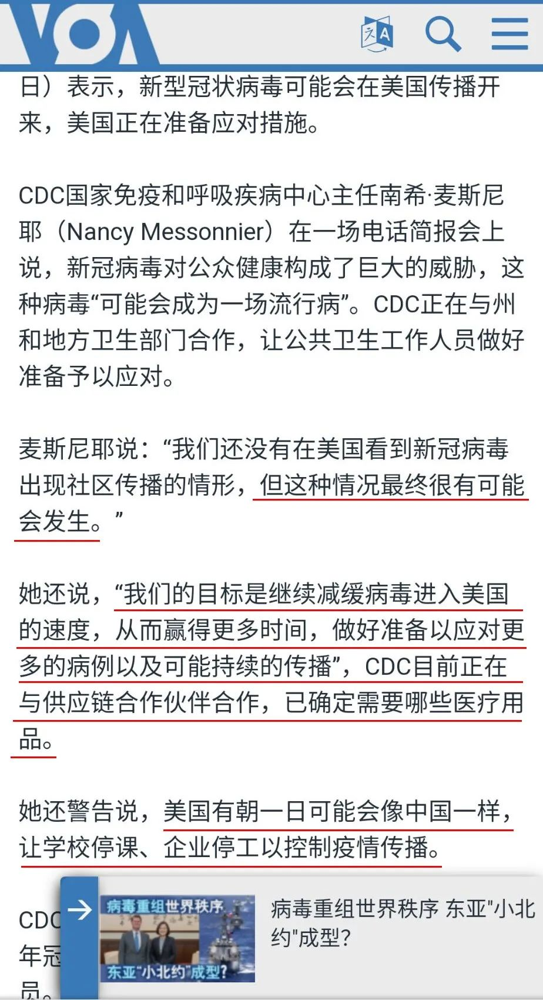 VOA
文A
日）表示，新型冠状病毒可能会在美国传播开
来，美国正在准备应对措施。
CDC国家免疫和呼吸疾病中心主任南希·麦斯尼
耶（Nancy Messonnier）在一场电话简报会上
说，新冠病毒对公众健康构成了巨大的威胁，这
种病毒“可能会成为一场流行病”。CDC正在与州
和地方卫生部门合作，让公共卫生工作人员做好
准备予以应对。
麦斯尼耶说：“我们还没有在美国看到新冠病毒
出现社区传播的情形，但这种情况最终很有可能
会发生。”
她还说，“我们的目标是继续减缓病毒进入美国
的速度，从而赢得更多时间，做好准备以应对更
多的病例以及可能持续的传播”，CDC目前正在
与供应链合作伙伴合作，已确定需要哪些医疗用
品。
她还警告说，美国有朝一日可能会像中国一样，
让学校停课、企业停工以控制疫情传播。
CDC
年冠
员。
病毒重组世界秩序
东亚“小北约”成型?
病毒重组世界秩序 东亚"小北
约"成型？